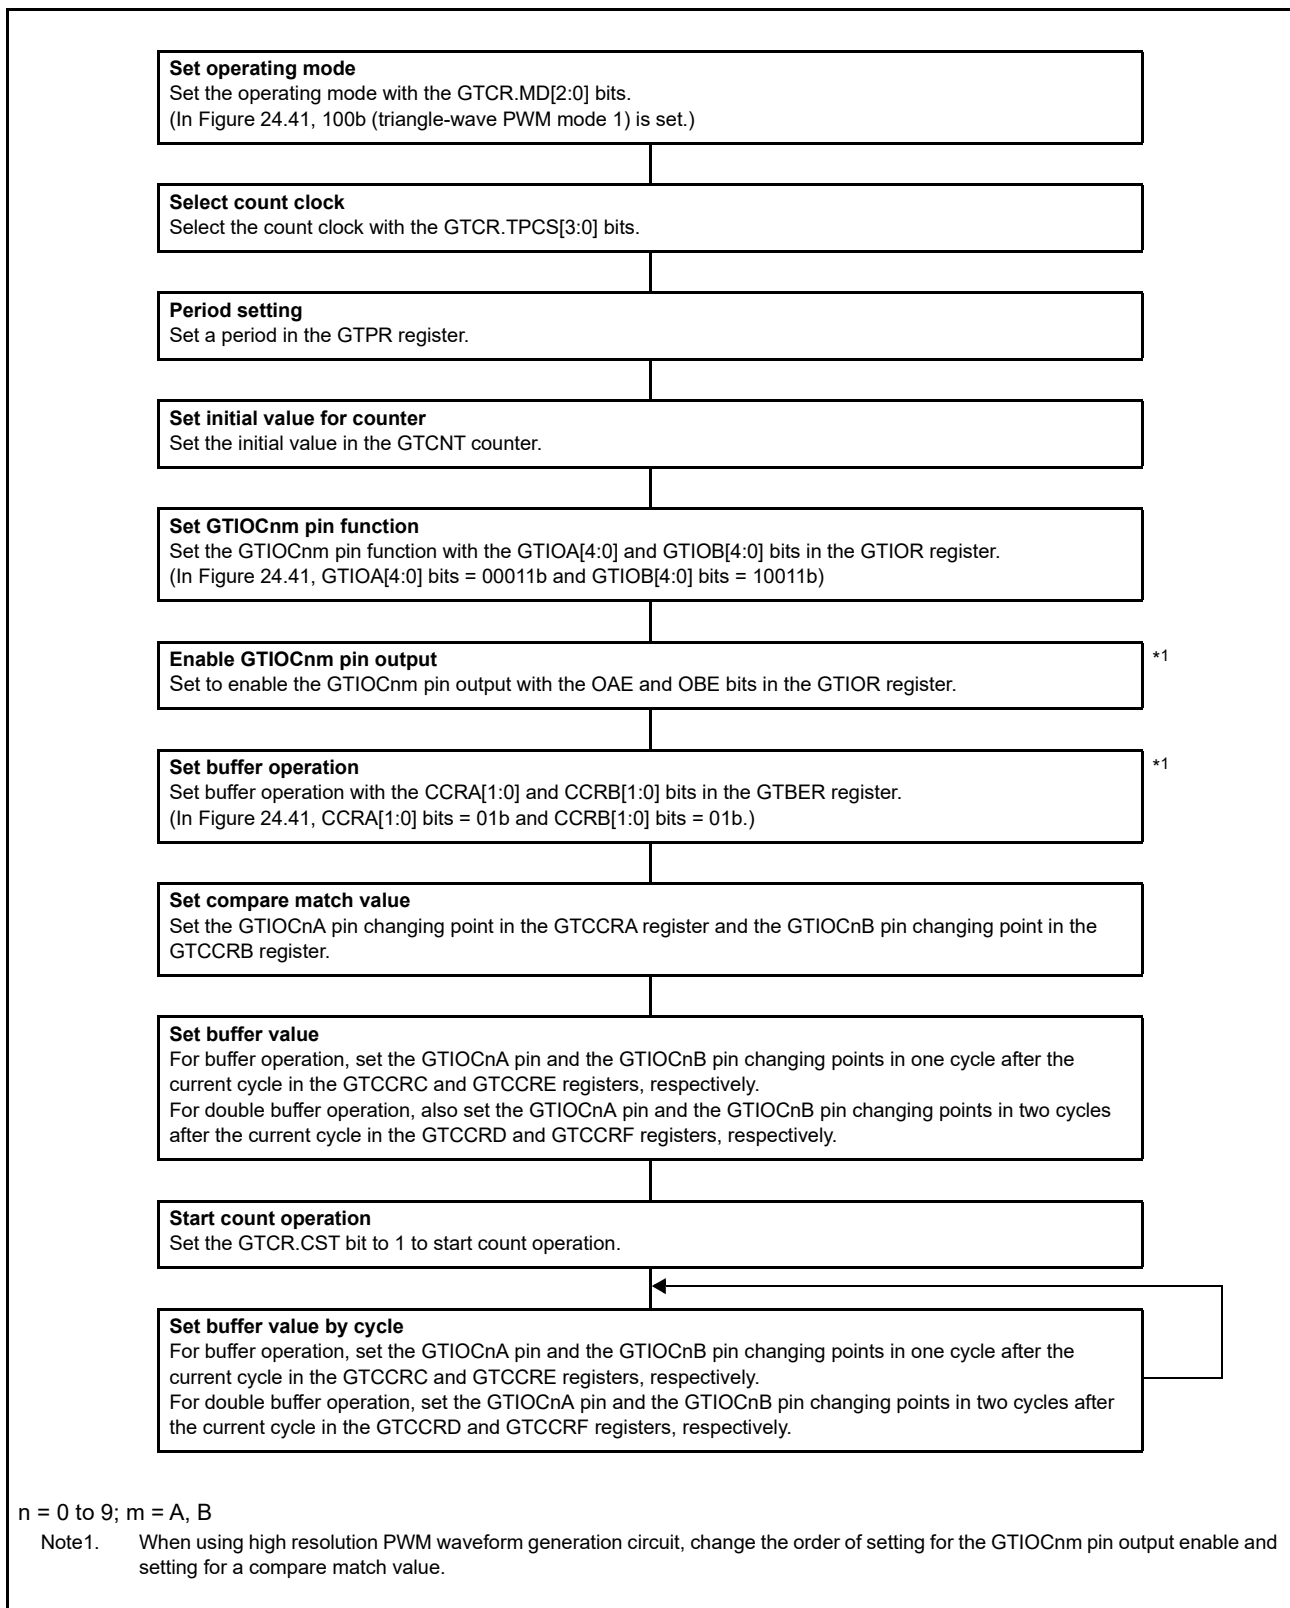 Set operating mode
Set the operating mode with the GTCR.MD[2:0] bits.
(In Figure 24.41, 100b (triangle-wave PWM mode 1) is set.)
Select count clock
Select the count clock with the GTCR.TPCS[3:0] bits.
Period setting
Set a period in the GTPR register.
Set initial value for counter
Set the initial value in the GTCNT counter.
Set GTIOCnm pin function
Set the GTIOCnm pin function with the GTIOA[4:0] and GTIOB[4:0] bits in the GTIOR register.
(In Figure 24.41, GTIOA[4:0] bits = 00011b and GTIOB[4:0] bits = 10011b)
Enable GTIOCnm pin output *1
Set to enable the GTIOCnm pin output with the OAE and OBE bits in the GTIOR register.
Set buffer operation *1
Set buffer operation with the CCRA[1:0] and CCRB[1:0] bits in the GTBER register.
(In Figure 24.41, CCRA[1:0] bits = 01b and CCRB[1:0] bits = 01b.)
Set compare match value
Set the GTIOCnA pin changing point in the GTCCRA register and the GTIOCnB pin changing point in the
GTCCRB register.
Set buffer value
For buffer operation, set the GTIOCnA pin and the GTIOCnB pin changing points in one cycle after the
current cycle in the GTCCRC and GTCCRE registers, respectively.
For double buffer operation, also set the GTIOCnA pin and the GTIOCnB pin changing points in two cycles
after the current cycle in the GTCCRD and GTCCRF registers, respectively.
Start count operation
Set the GTCR.CST bit to 1 to start count operation.
Set buffer value by cycle
For buffer operation, set the GTIOCnA pin and the GTIOCnB pin changing points in one cycle after the
current cycle in the GTCCRC and GTCCRE registers, respectively.
For double buffer operation, set the GTIOCnA pin and the GTIOCnB pin changing points in two cycles after
the current cycle in the GTCCRD and GTCCRF registers, respectively.
n = 0 to 9; m = A, B
Note1. When using high resolution PWM waveform generation circuit, change the order of setting for the GTIOCnm pin output enable and
setting for a compare match value.